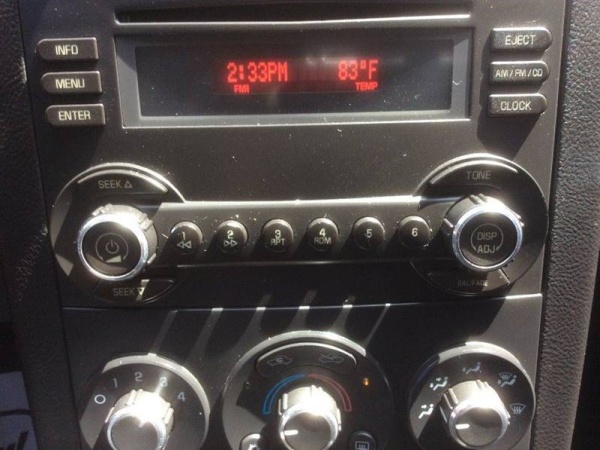 INFO
MENU
ENTER
2:33PM 83°F
FM1 TEMP
EJECT
AM/FM/CD
CLOCK
SEEK △
SEEK ▽
1
2
3 RPT
4 RDM
5
6
TONE
DISP
ADJ
BAL/FADE
0 1 2 3 4